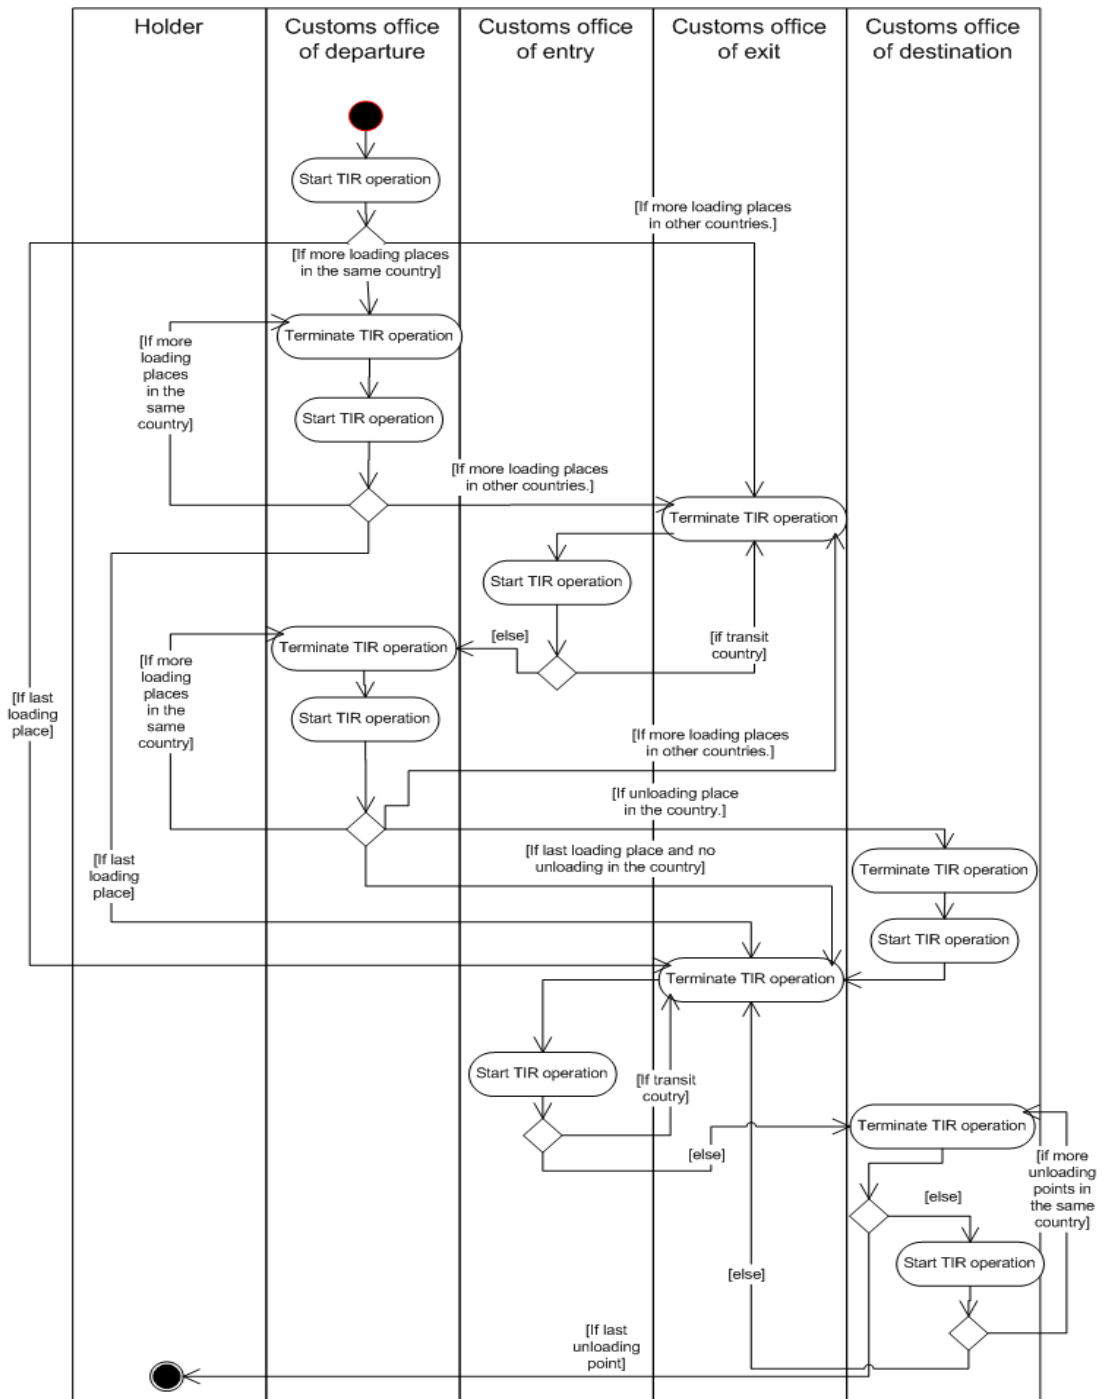 Holder
Customs office
of departure
Customs office
of entry
Customs office
of exit
Customs office
of destination
Start TIR operation
[If more loading places
in other countries.]
[If more loading places
in the same country]
Terminate TIR operation
[If more
loading
places
in the
same
country]
Start TIR operation
[If more loading places
in other countries.]
Terminate TIR operation
Start TIR operation
[else]
[if transit
country]
Terminate TIR operation
[If more
loading
places
in the
same
country]
[If last
loading
place]
Start TIR operation
[If more loading places
in other countries.]
[If unloading place
in the country.]
[If last loading place and no
unloading in the country]
[If last
loading
place]
Terminate TIR operation
Start TIR operation
Terminate TIR operation
Start TIR operation
[If transit
coutry]
Terminate TIR operation
[else]
[if more
unloading
points in
the same
country]
[else]
Start TIR operation
[else]
[If last
unloading
point]